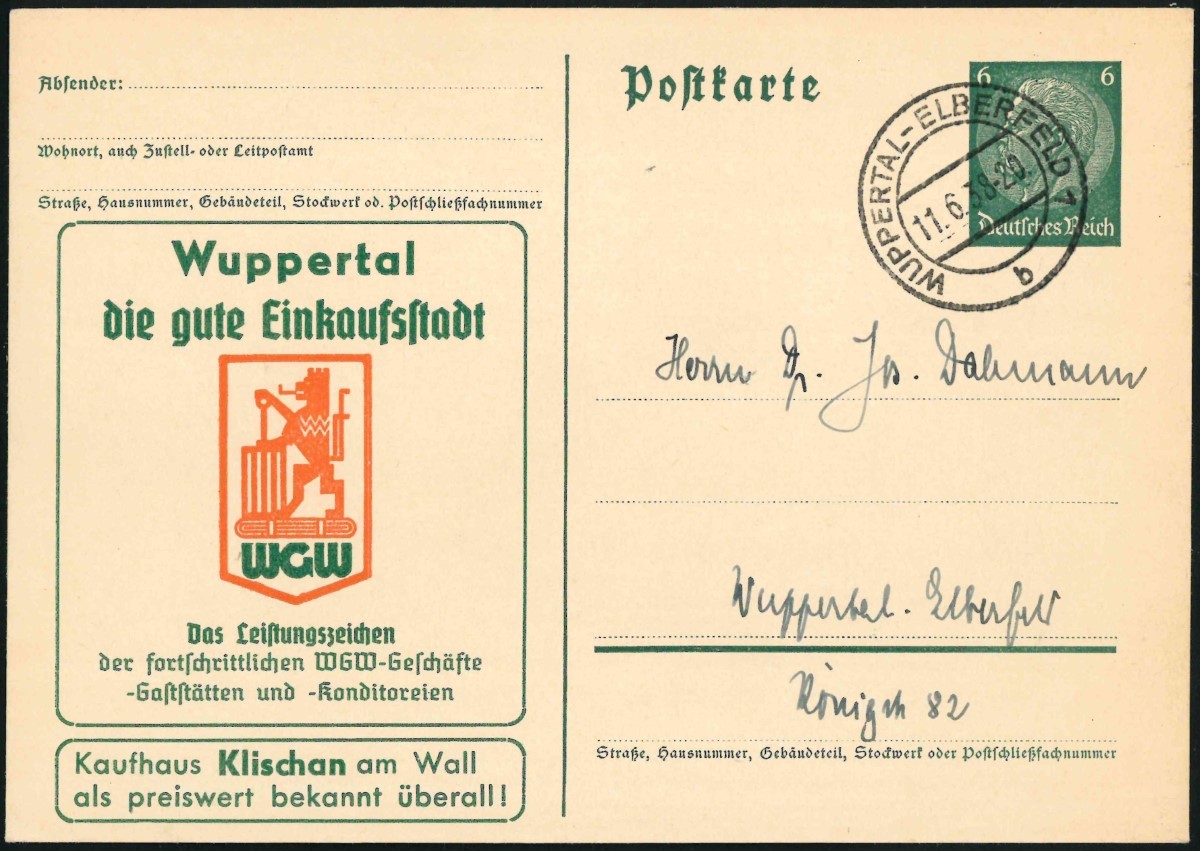 Absender:
Wohnort, auch Zustell- oder Leitpostamt
Straße, Hausnummer, Gebäudeteil, Stockwerk od. Postschließfachnummer
Wuppertal
die gute Einkaufsstadt
WGW
Das Leistungszeichen
der fortschrittlichen WGW-Geschäfte
-Gaststätten und -Konditoreien
Kaufhaus Klischan am Wall
als preiswert bekannt überall!
Postkarte
6 6
Deutsches Reich
WUPPERTAL-ELBERFELD 1
11.6.38-20
b
Herrn Dr. Jos. Dahmann
Wuppertal-Elberfeld
Königstr 82
Straße, Hausnummer, Gebäudeteil, Stockwerk oder Postschließfachnummer